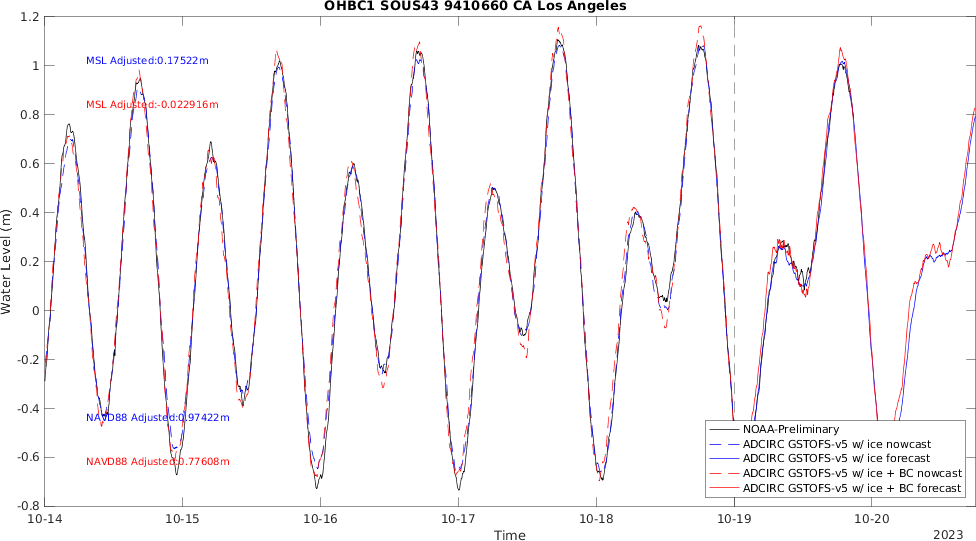 OHBC1 SOUS43 9410660 CA Los Angeles
1.2
1
0.8
0.6
0.4
0.2
0
-0.2
-0.4
-0.6
-0.8
Water Level (m)
MSL Adjusted:0.17522m
MSL Adjusted:-0.022916m
NAVD88 Adjusted:0.97422m
NAVD88 Adjusted:0.77608m
NOAA-Preliminary
ADCIRC GSTOFS-v5 w/ ice nowcast
ADCIRC GSTOFS-v5 w/ ice forecast
ADCIRC GSTOFS-v5 w/ ice + BC nowcast
ADCIRC GSTOFS-v5 w/ ice + BC forecast
10-14 10-15 10-16 10-17 10-18 10-19 10-20
Time
2023